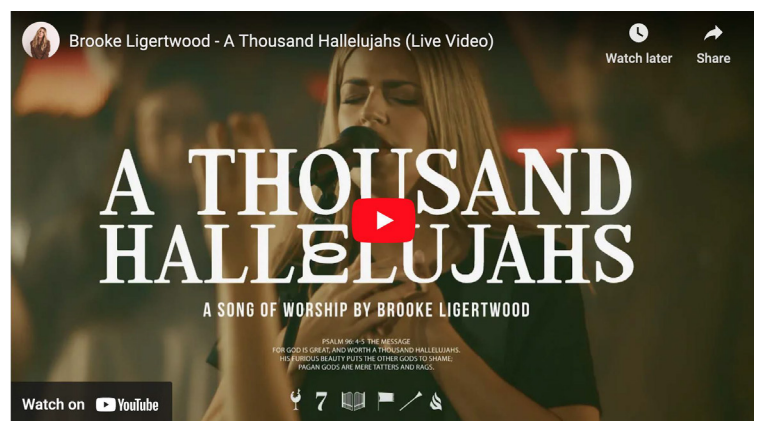 Brooke Ligertwood - A Thousand Hallelujahs (Live Video)
Watch later
Share
A THOUSAND
HALLELUJAHS
A SONG OF WORSHIP BY BROOKE LIGERTWOOD
PSALM 96: 4-5 THE MESSAGE
FOR GOD IS GREAT, AND WORTH A THOUSAND HALLELUJAHS.
HIS FURIOUS BEAUTY PUTS THE OTHER GODS TO SHAME;
PAGAN GODS ARE MERE TATTERS AND RAGS.
7
Watch on YouTube